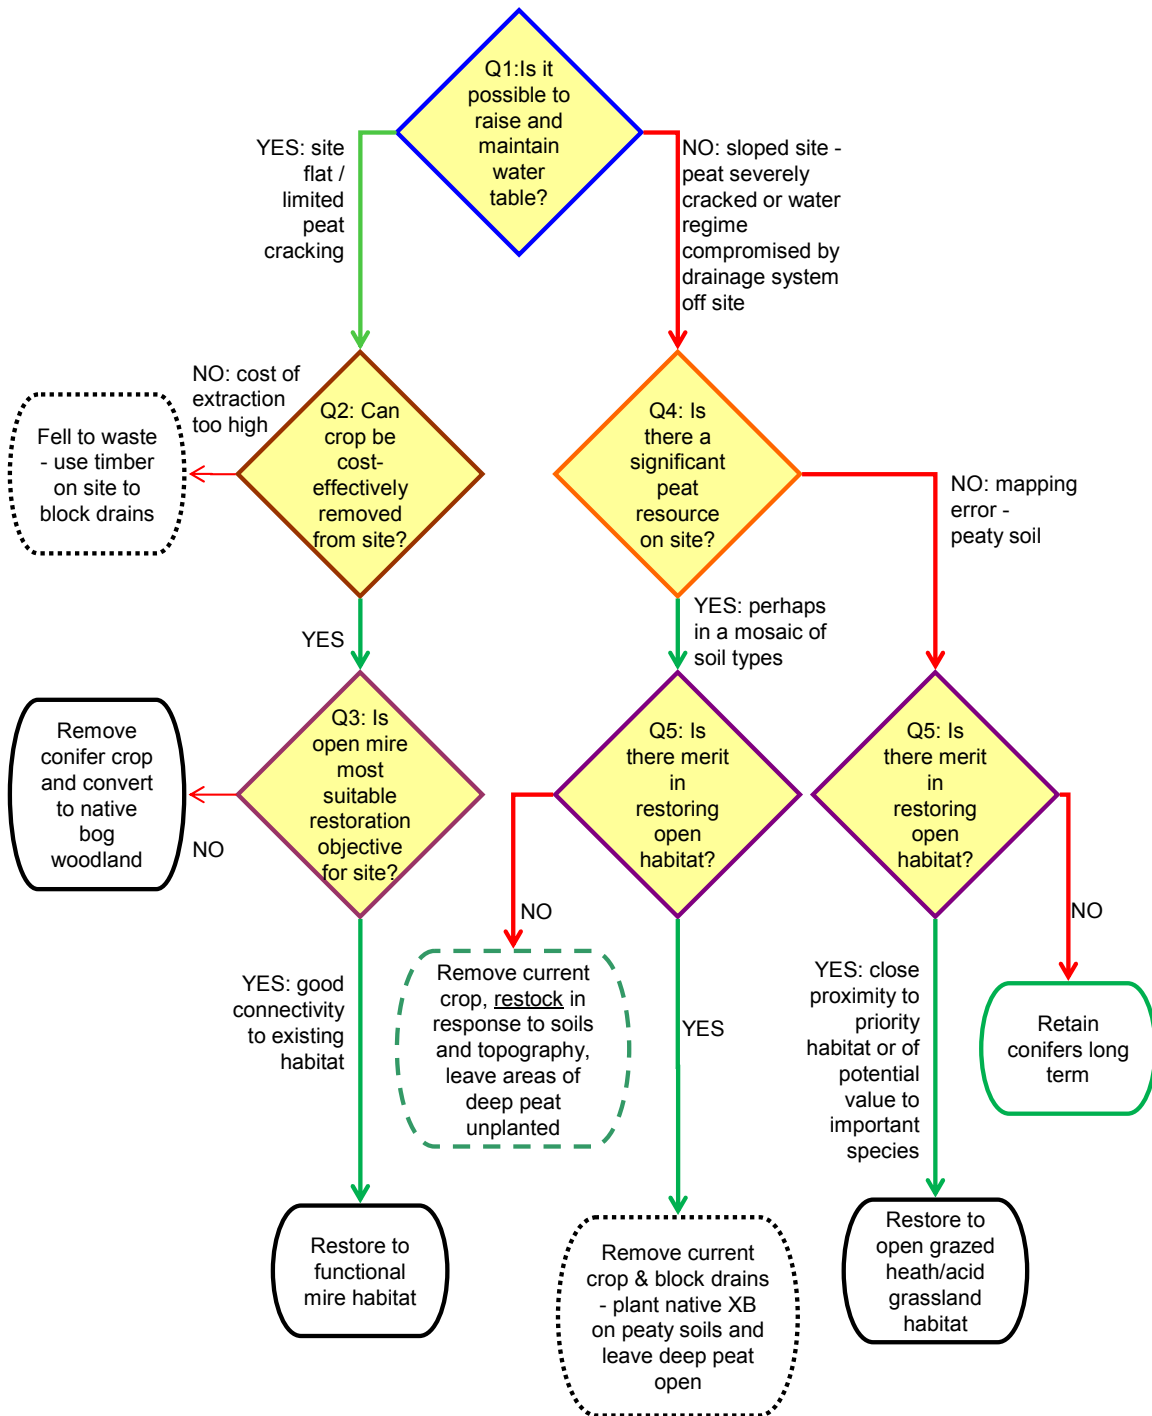 Q1:Is it
possible to
raise and
maintain
water
table?
YES: site
flat /
limited
peat
cracking
NO: sloped site -
peat severely
cracked or water
regime
compromised by
drainage system
off site
NO: cost of
extraction
too high
Fell to waste
- use timber
on site to
block drains
Q2: Can
crop be
cost-
effectively
removed
from site?
Q4: Is
there a
significant
peat
resource
on site?
NO: mapping
error -
peaty soil
YES
YES: perhaps
in a mosaic of
soil types
Remove
conifer crop
and convert
to native
bog
woodland
NO
Q3: Is
open mire
most
suitable
restoration
objective
for site?
Q5: Is
there merit
in
restoring
open
habitat?
Q5: Is
there merit
in
restoring
open
habitat?
NO
NO
YES: good
connectivity
to existing
habitat
Remove current
crop, restock in
response to soils
and topography,
leave areas of
deep peat
unplanted
YES
YES: close
proximity to
priority
habitat or of
potential
value to
important
species
Retain
conifers long
term
Restore to
functional
mire habitat
Remove current
crop & block drains
- plant native XB
on peaty soils and
leave deep peat
open
Restore to
open grazed
heath/acid
grassland
habitat